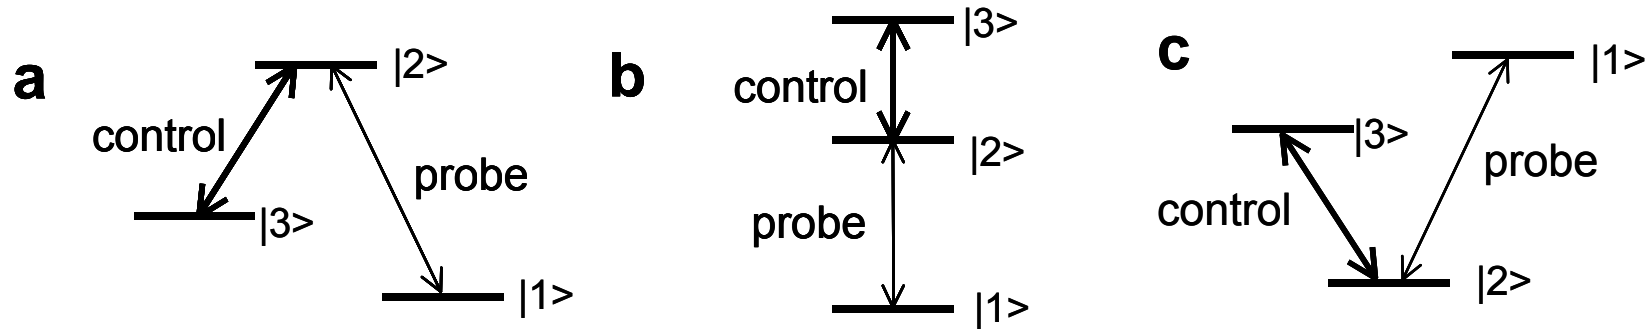 a
|2>
control
probe
|3>
|1>
b
|3>
control
|2>
probe
|1>
c
|1>
|3>
probe
control
|2>